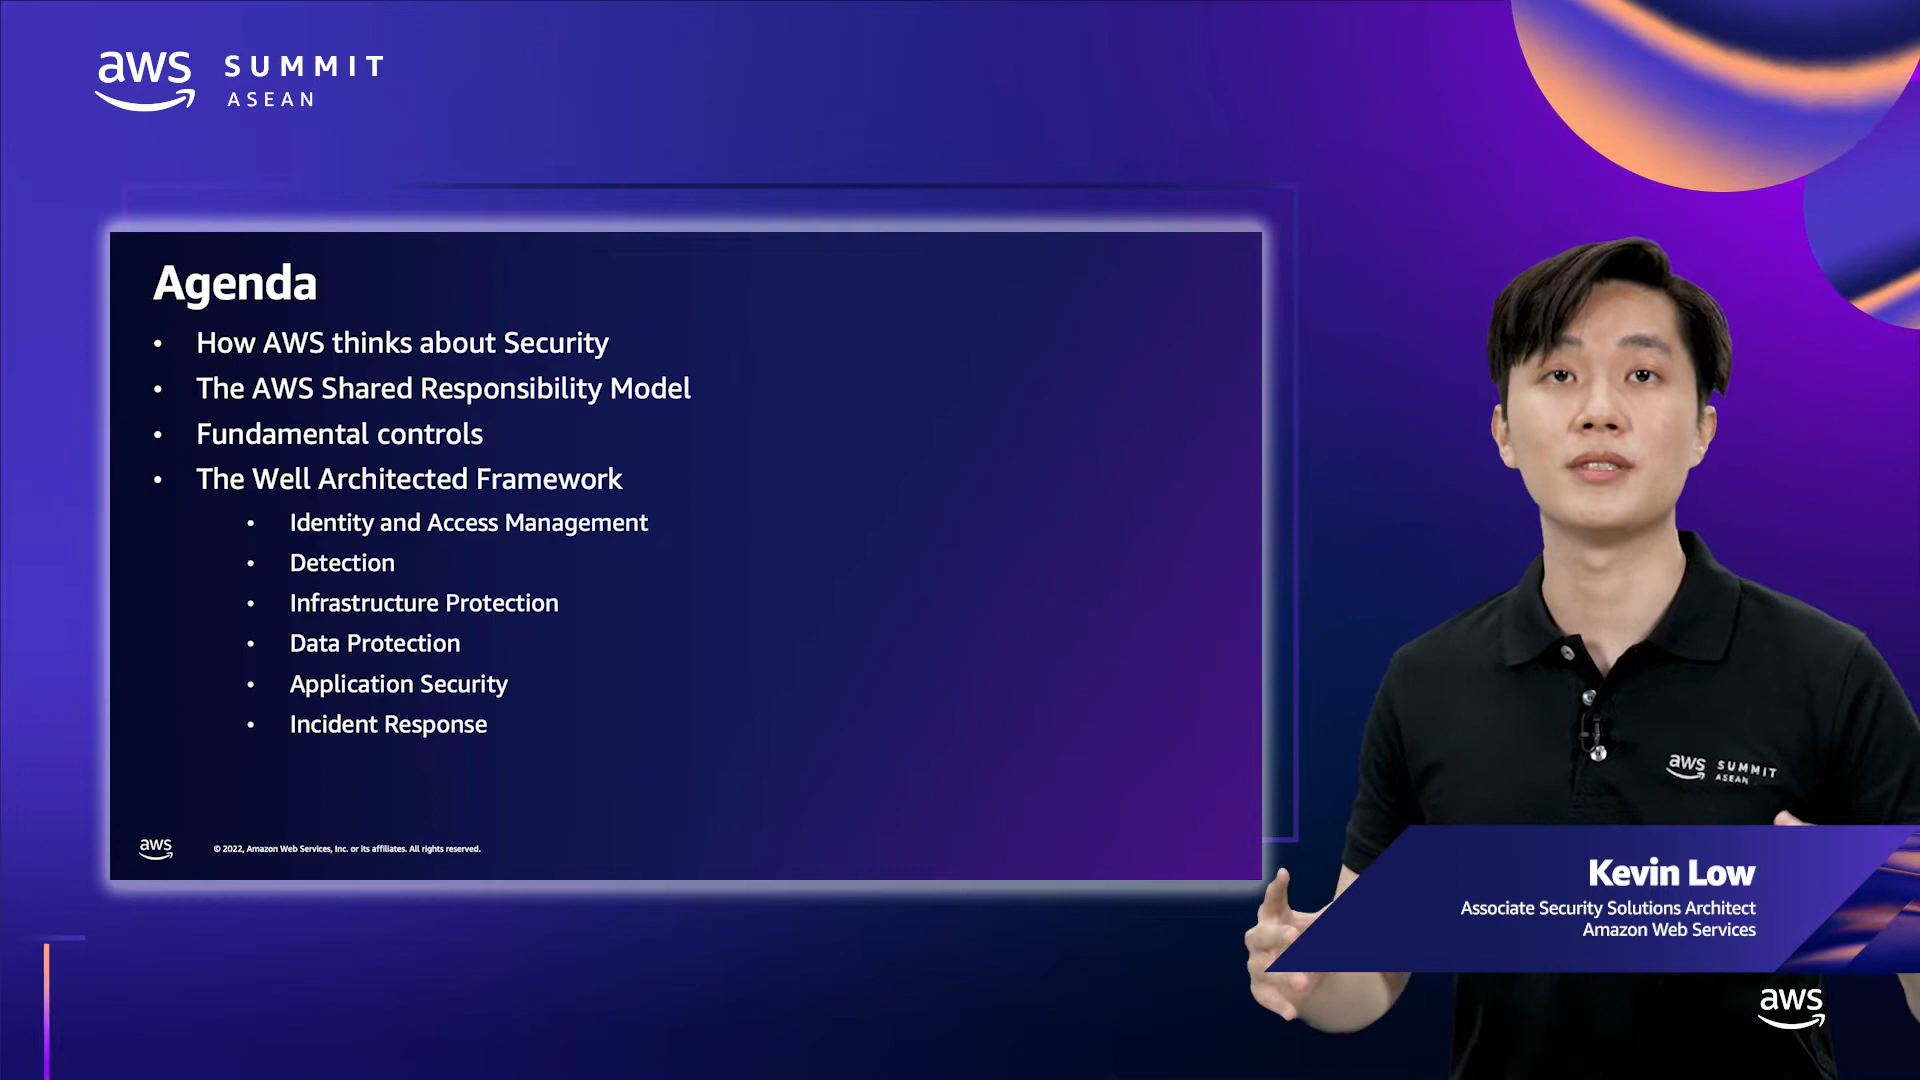 aws SUMMIT
ASEAN
Agenda
• How AWS thinks about Security
• The AWS Shared Responsibility Model
• Fundamental controls
• The Well Architected Framework
• Identity and Access Management
• Detection
• Infrastructure Protection
• Data Protection
• Application Security
• Incident Response
aws © 2022, Amazon Web Services, Inc. or its affiliates. All rights reserved.
aws SUMMIT
ASEAN
Kevin Low
Associate Security Solutions Architect
Amazon Web Services
aws